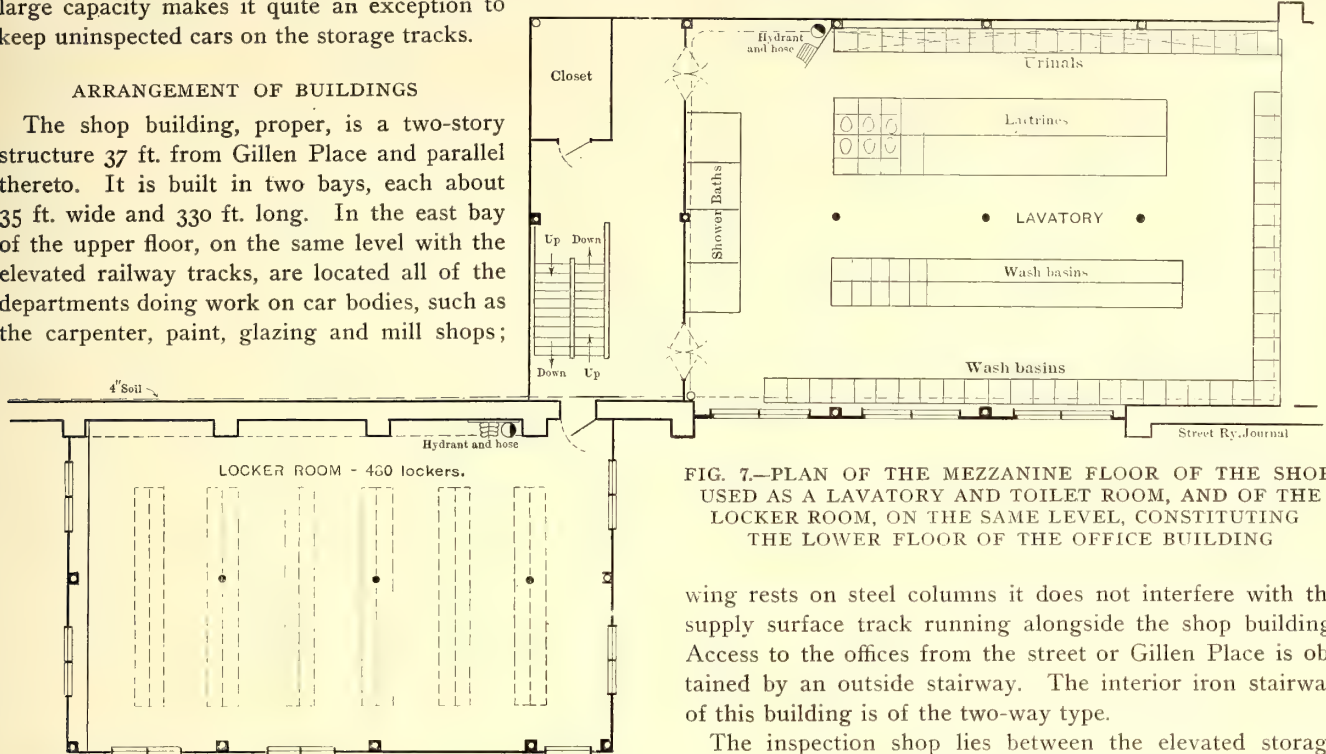 large capacity makes it quite an exception to
keep uninspected cars on the storage tracks.
ARRANGEMENT OF BUILDINGS
The shop building, proper, is a two-story
structure 37 ft. from Gillen Place and parallel
thereto. It is built in two bays, each about
35 ft. wide and 330 ft. long. In the east bay
of the upper floor, on the same level with the
elevated railway tracks, are located all of the
departments doing work on car bodies, such as
the carpenter, paint, glazing and mill shops;
Closet
Up Down
Down Up
Hydrant
and hose
Urinals
Latrines
Shower Baths
LAVATORY
Wash basins
Wash basins
Street Ry. Journal
4" Soil
Hydrant and hose
LOCKER ROOM - 480 lockers.
FIG. 7.—PLAN OF THE MEZZANINE FLOOR OF THE SHOP
USED AS A LAVATORY AND TOILET ROOM, AND OF THE
LOCKER ROOM, ON THE SAME LEVEL, CONSTITUTING
THE LOWER FLOOR OF THE OFFICE BUILDING
wing rests on steel columns it does not interfere with th
supply surface track running alongside the shop building
Access to the offices from the street or Gillen Place is ob
tained by an outside stairway. The interior iron stairwa
of this building is of the two-way type.
The inspection shop lies between the elevated storag